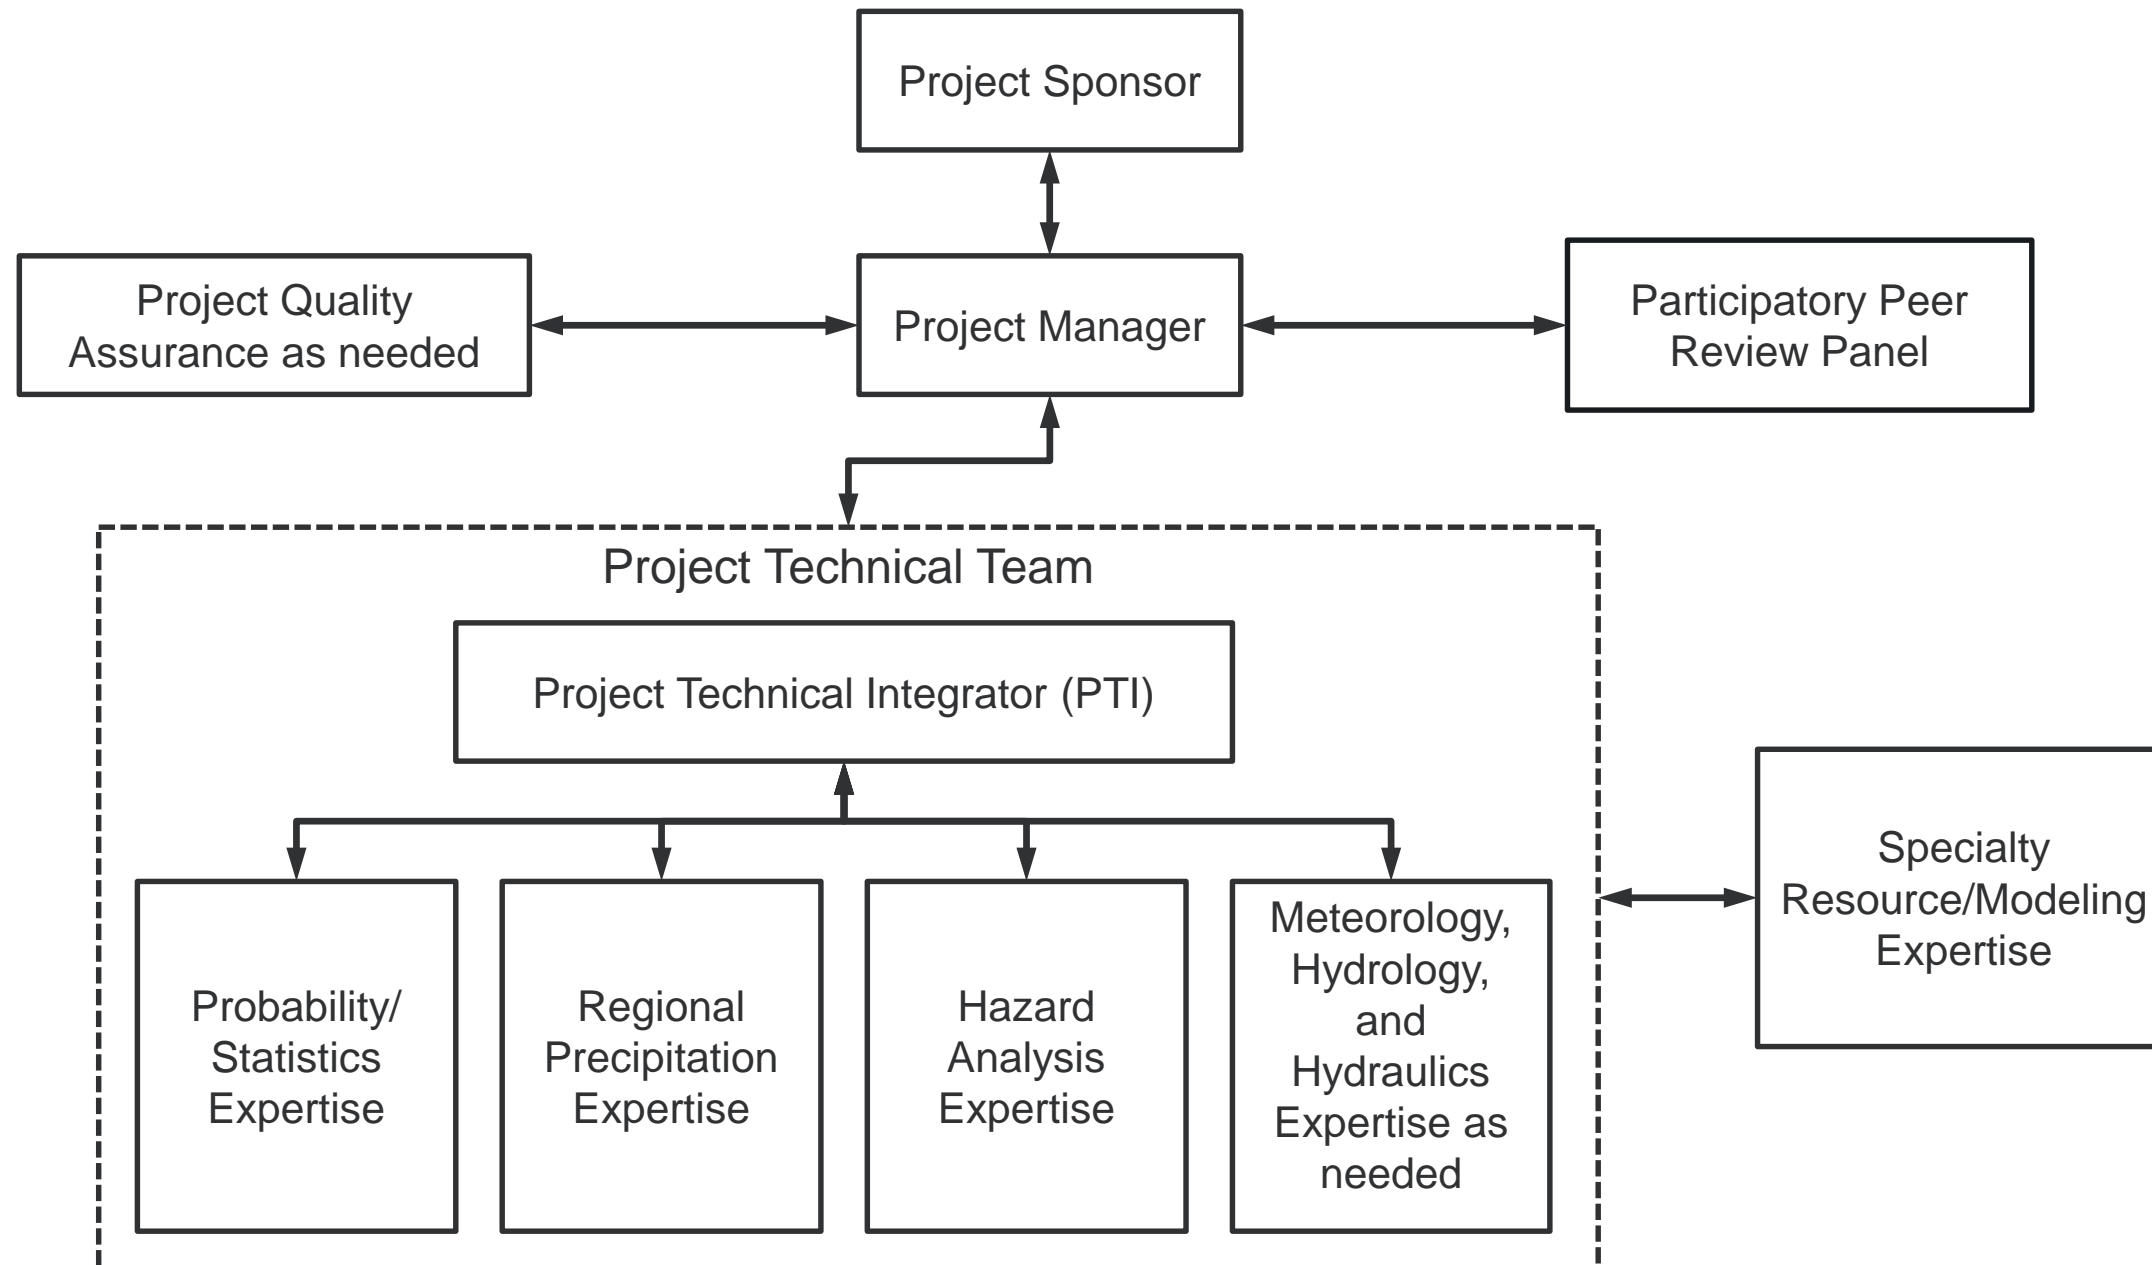 Project Sponsor
Project Quality
Assurance as needed
Project Manager
Participatory Peer
Review Panel
Project Technical Team
Project Technical Integrator (PTI)
Probability/
Statistics
Expertise
Regional
Precipitation
Expertise
Hazard
Analysis
Expertise
Meteorology,
Hydrology,
and
Hydraulics
Expertise as
needed
Specialty
Resource/Modeling
Expertise